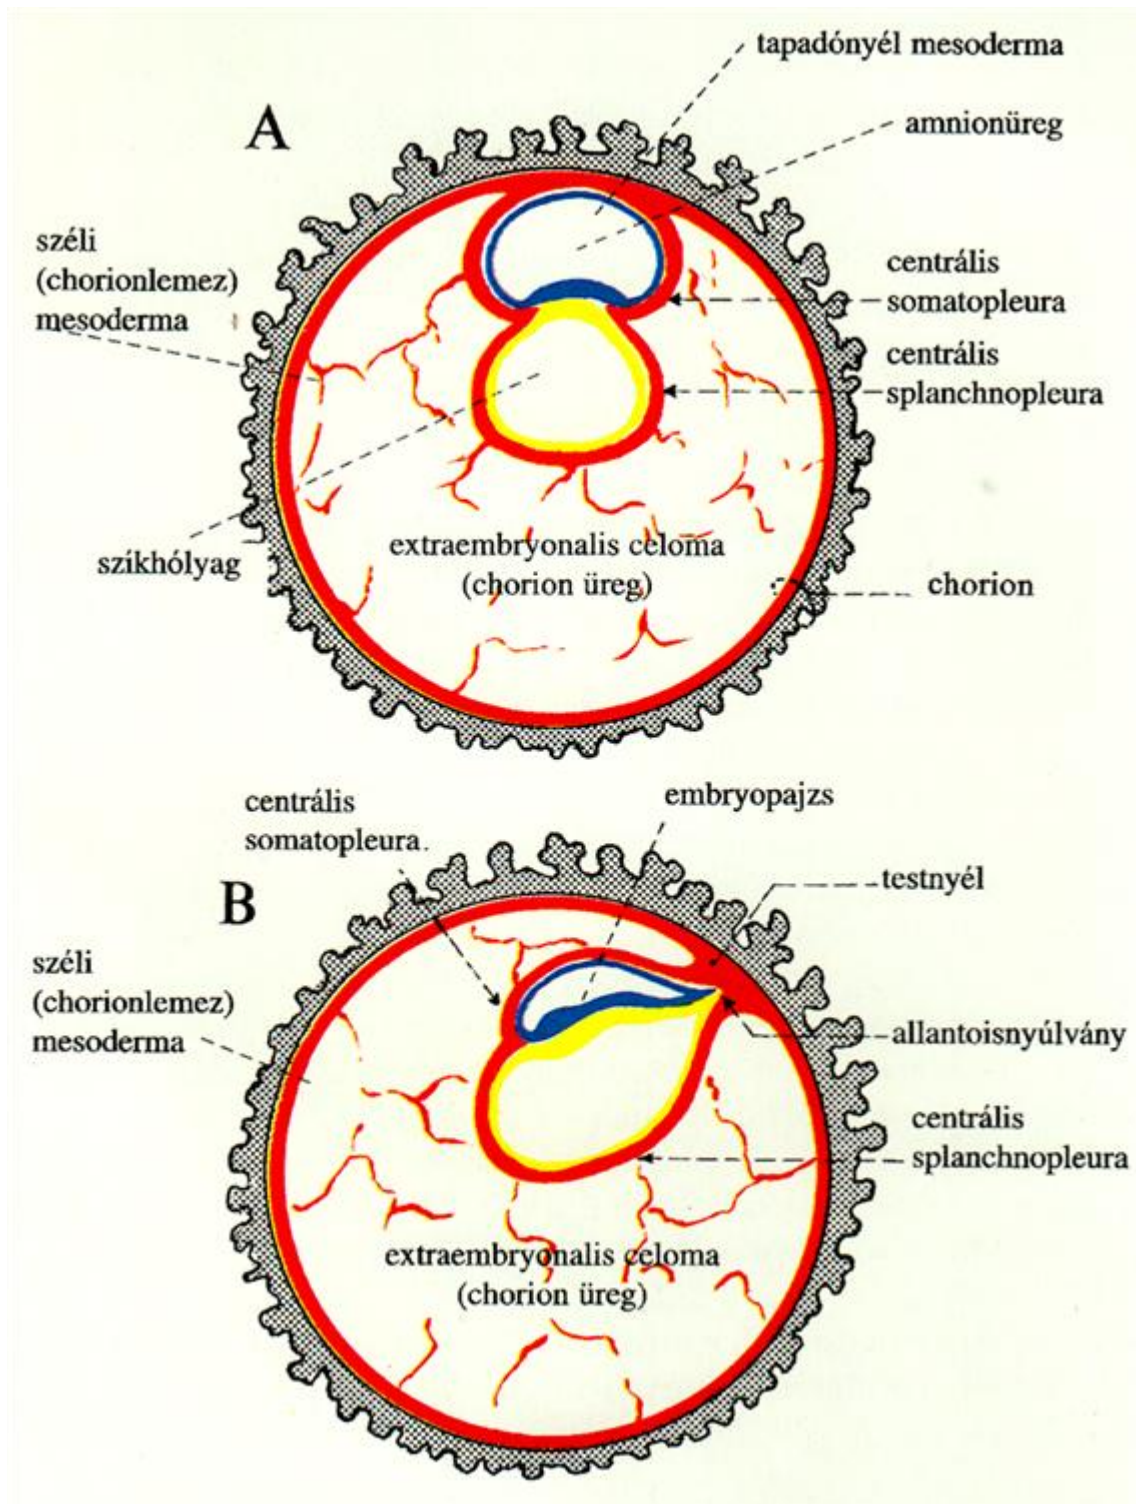 tapadónyél mesoderma
A
amnionüreg
széli
(chorionlemez)
mesoderma
centrális
somatopleura
centrális
splanchnopleura
extraembryonalis celoma
(chorion üreg)
szíkhólyag
chorion
centrális
somatopleura.
embryopajzs
testnyél
B
széli
(chorionlemez)
mesoderma
allantoisnyúlvány
centrális
splanchnopleura
extraembryonalis celoma
(chorion üreg)